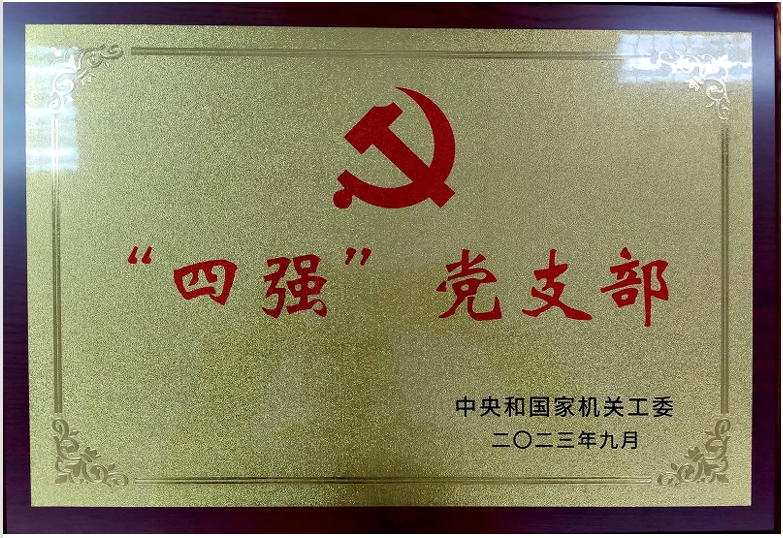 “四强”党支部
中央和国家机关工委
二〇二三年九月